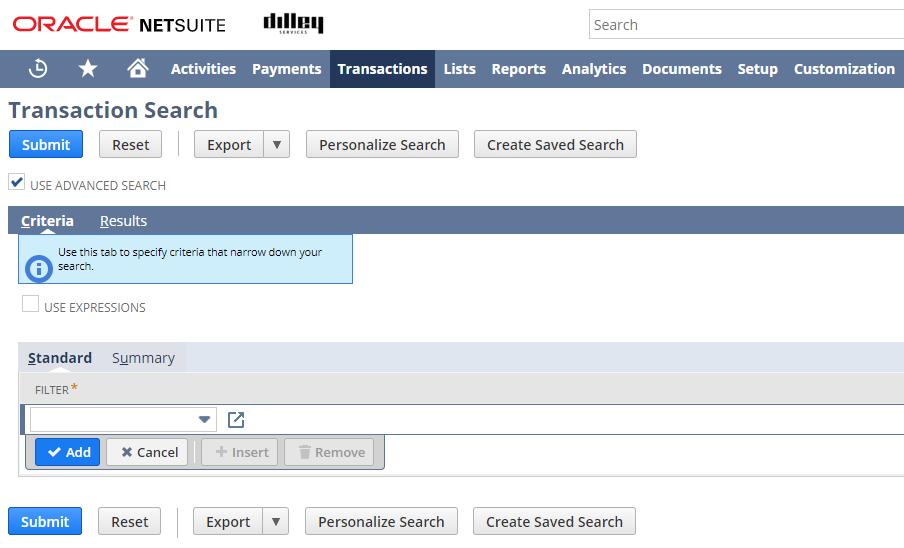 ORACLE NETSUITE dilley
SERVICES
Search
Activities Payments Transactions Lists Reports Analytics Documents Setup Customization
Transaction Search
Submit Reset Export Personalize Search Create Saved Search
USE ADVANCED SEARCH
Criteria Results
Use this tab to specify criteria that narrow down your
search.
USE EXPRESSIONS
Standard Summary
FILTER*
Add Cancel Insert Remove
Submit Reset Export Personalize Search Create Saved Search